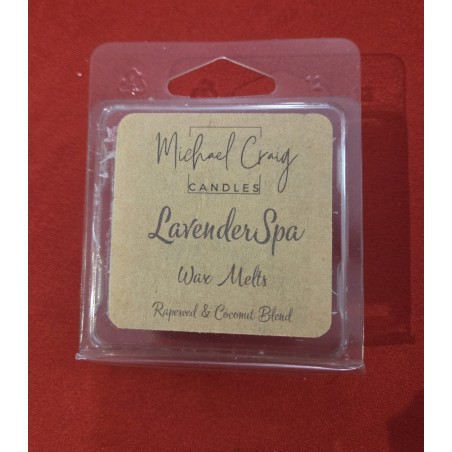 Michael Craig
CANDLES
LavenderSpa
Wax Melts
Rapeseed & Coconut Blend